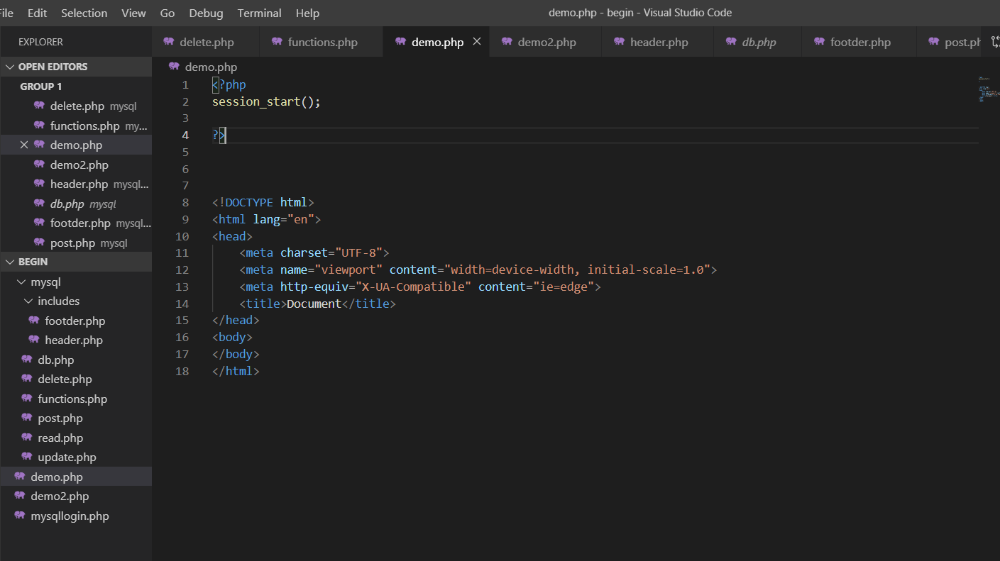 File Edit Selection View Go Debug Terminal Help
demo.php - begin - Visual Studio Code
EXPLORER
delete.php functions.php demo.php demo2.php header.php db.php footder.php post.ph
OPEN EDITORS
GROUP 1
delete.php mysql
functions.php my...
demo.php
demo2.php
header.php mysql...
db.php mysql
footder.php mysql...
post.php mysql
BEGIN
mysql
includes
footder.php
header.php
db.php
delete.php
functions.php
post.php
read.php
update.php
demo.php
demo2.php
mysqllogin.php
demo.php
1 <?php
2 session_start();
3
4 ?>
5
6
7
8 <!DOCTYPE html>
9 <html lang="en">
10 <head>
11 <meta charset="UTF-8">
12 <meta name="viewport" content="width=device-width, initial-scale=1.0">
13 <meta http-equiv="X-UA-Compatible" content="ie=edge">
14 <title>Document</title>
15 </head>
16 <body>
17 </body>
18 </html>